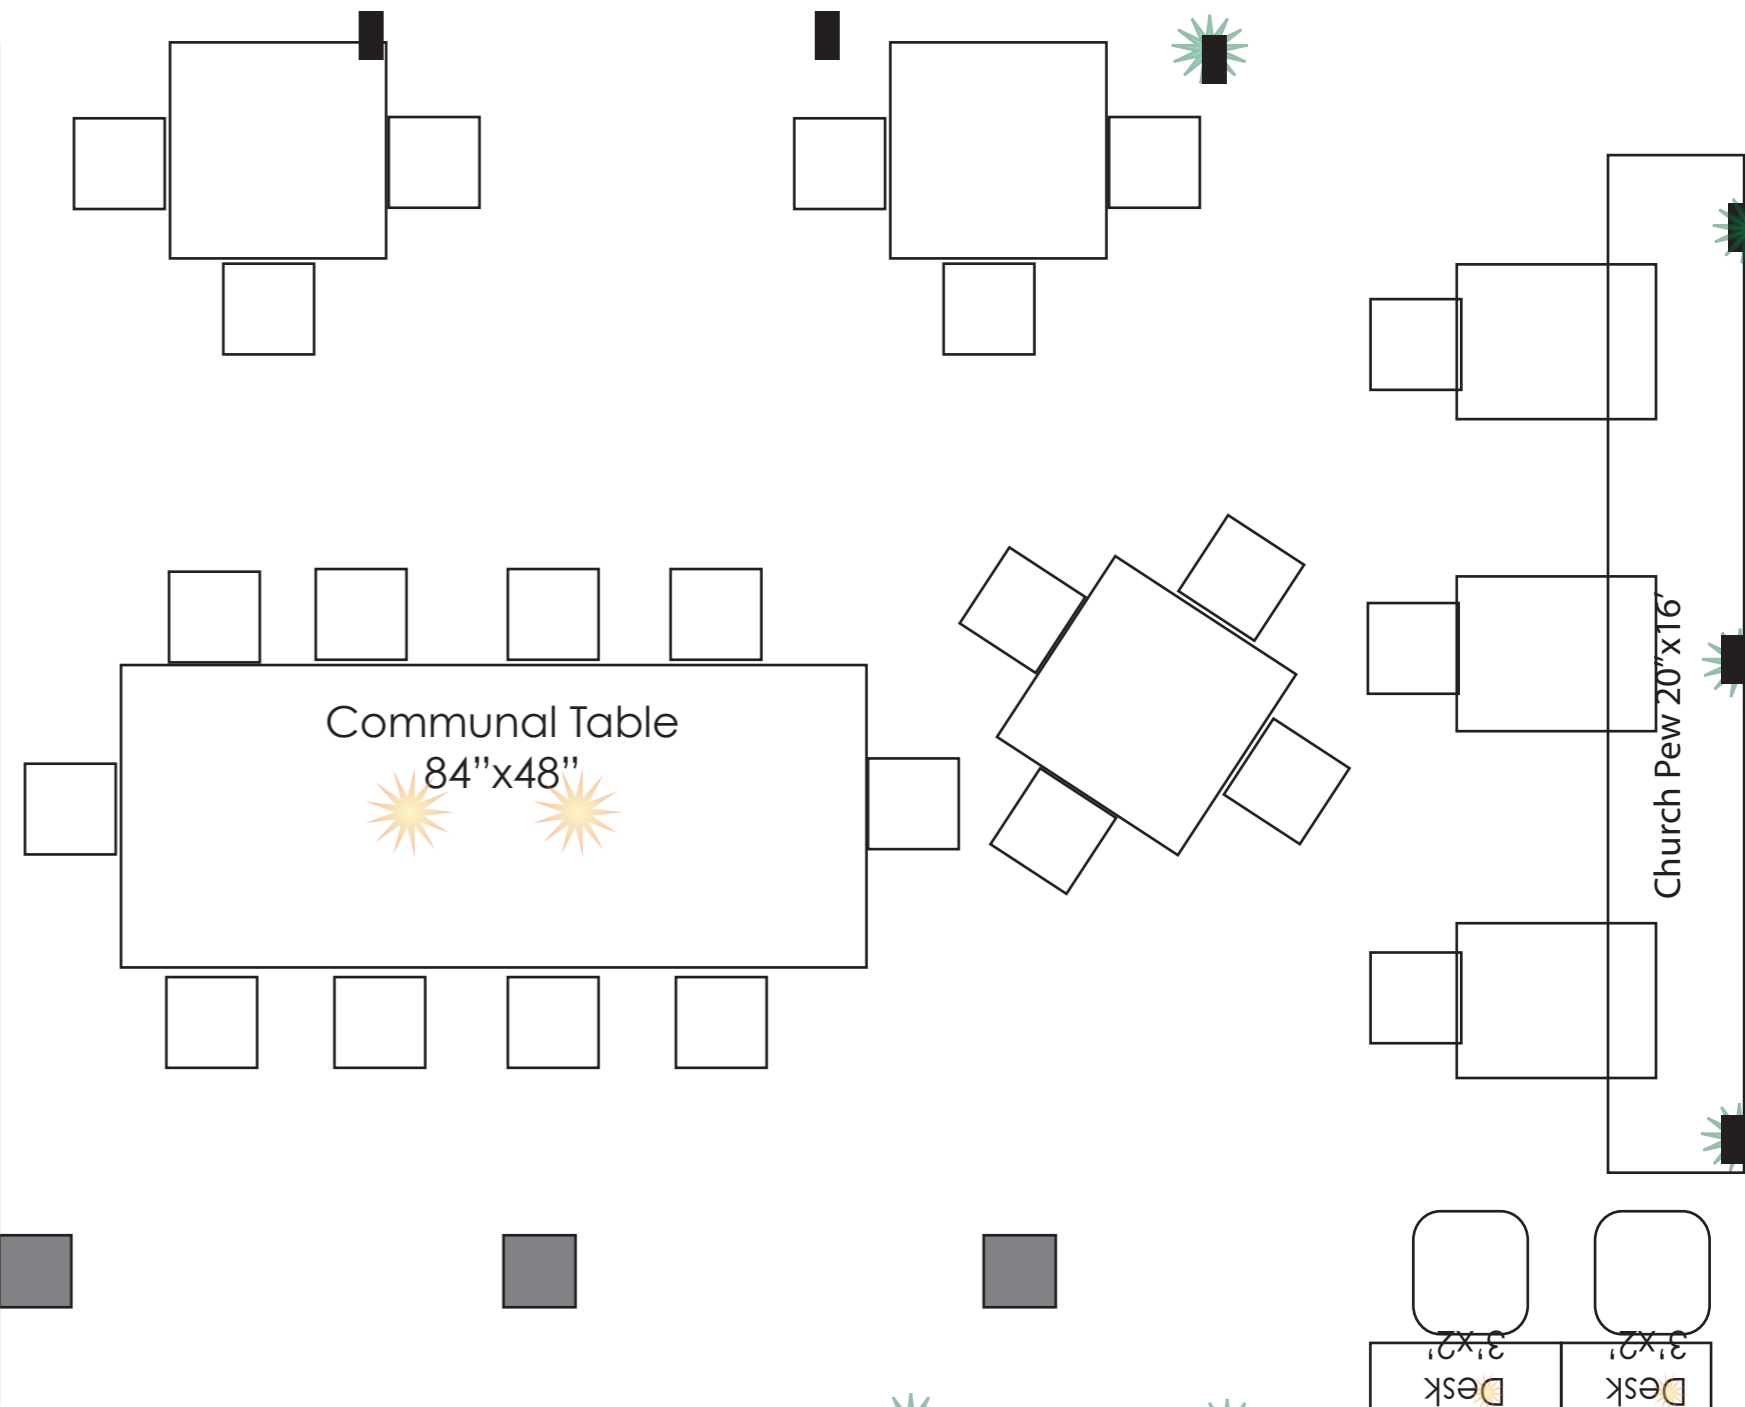 Communal Table
84”x48”
Church Pew 20”x16’
Desk
3’x2’
Desk
3’x2’